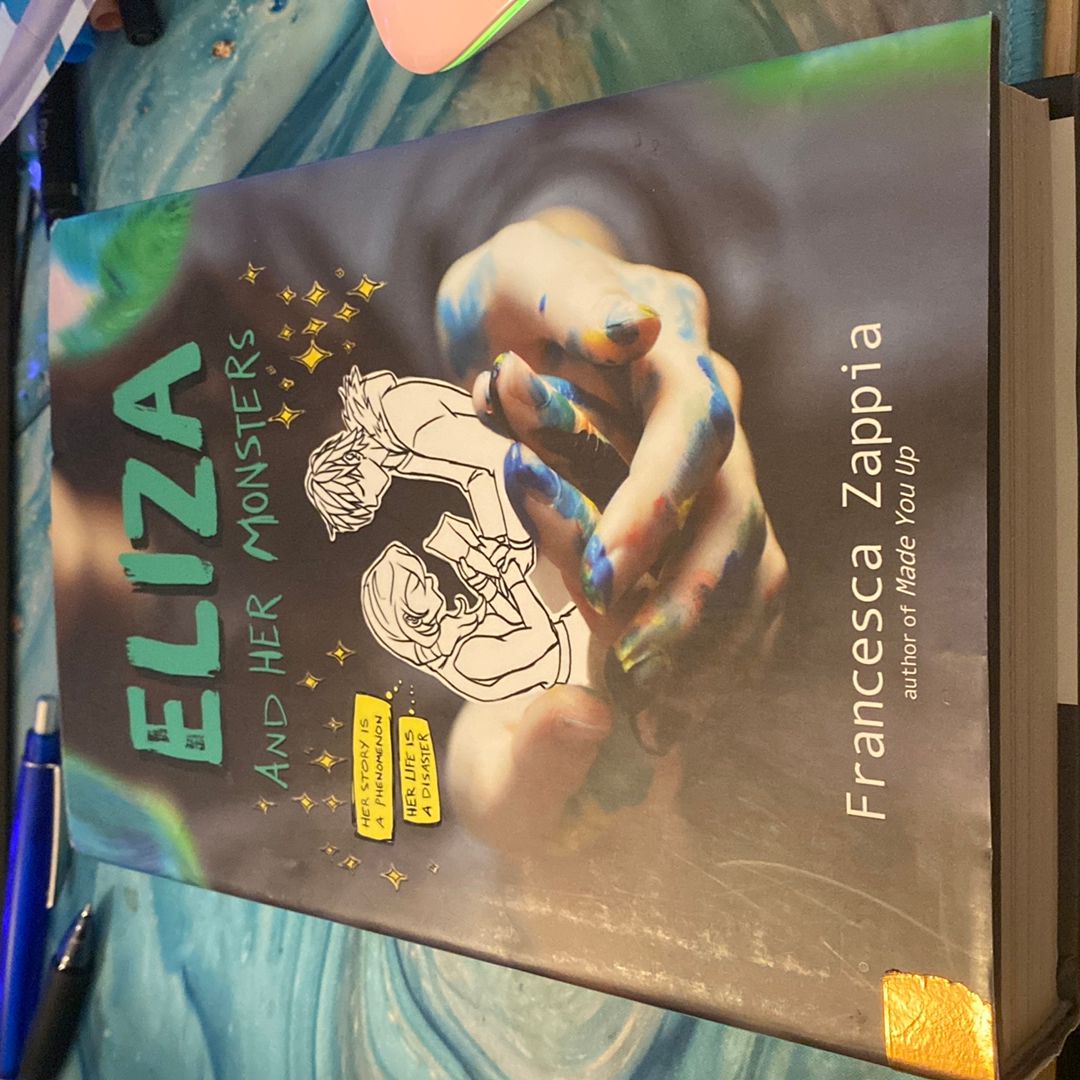 ELIZA
AND HER MONSTERS
HER STORY IS
A PHENOMENON
HER LIFE IS
A DISASTER
Francesca Zappia
author of Made You Up